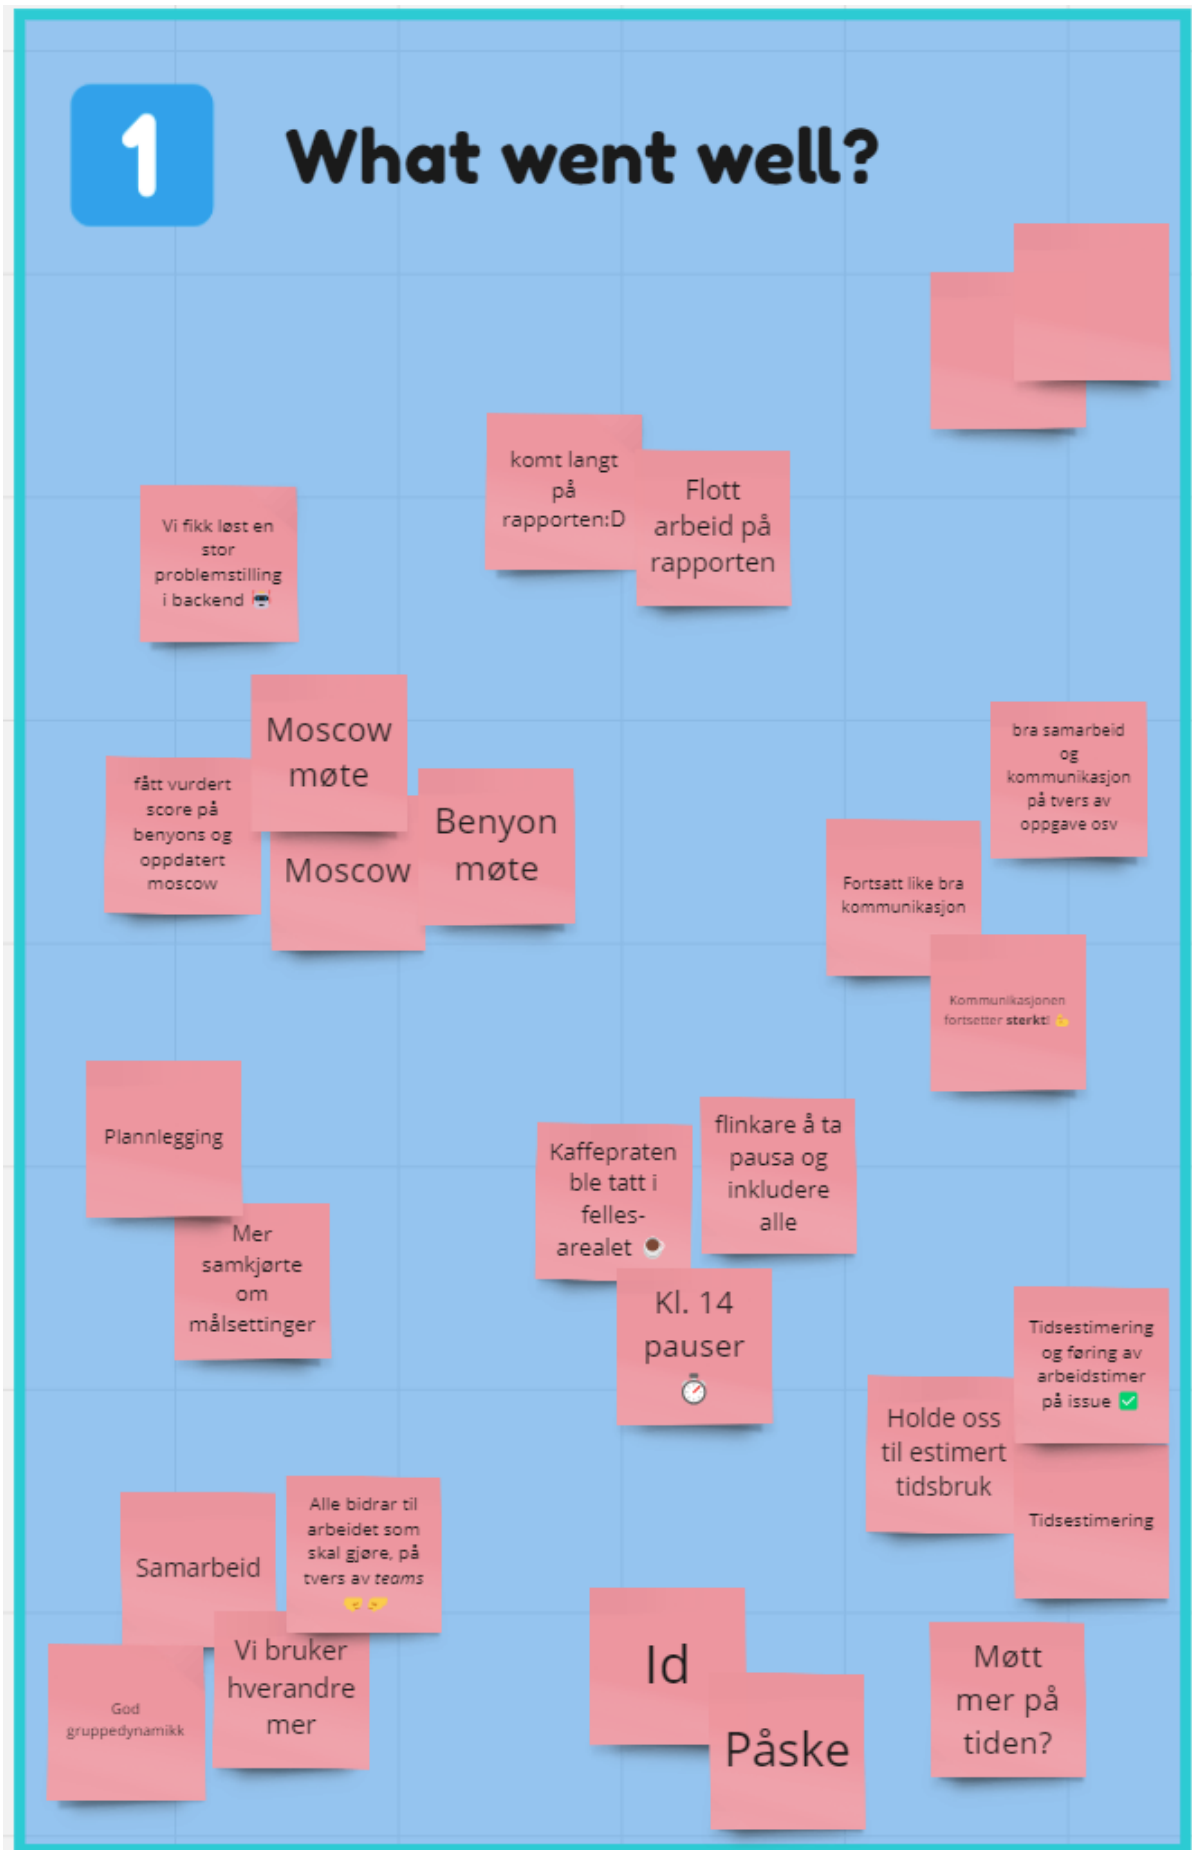 1
What went well?
komt langt
på
rapporten:D
Flott
arbeid på
rapporten
Vi fikk løst en
stor
problemstilling
i backend 🤖
Moscow
møte
fått vurdert
score på
benyons og
oppdatert
moscow
Moscow
Benyon
møte
bra samarbeid
og
kommunikasjon
på tvers av
oppgave osv
Fortsatt like bra
kommunikasjon
Kommunikasjonen
fortsetter sterkt! 💪
Plannlegging
Mer
samkjørte
om
målsettinger
Kaffepraten
ble tatt i
felles-
arealet ☕
flinkare å ta
pausa og
inkludere
alle
Kl. 14
pauser
⏱️
Tidsestimering
og føring av
arbeidstimer
på issue ✅
Holde oss
til estimert
tidsbruk
Tidsestimering
Samarbeid
Alle bidrar til
arbeidet som
skal gjøre, på
tvers av teams
🤜🤛
Vi bruker
hverandre
mer
God
gruppedynamikk
Id
Påske
Møtt
mer på
tiden?